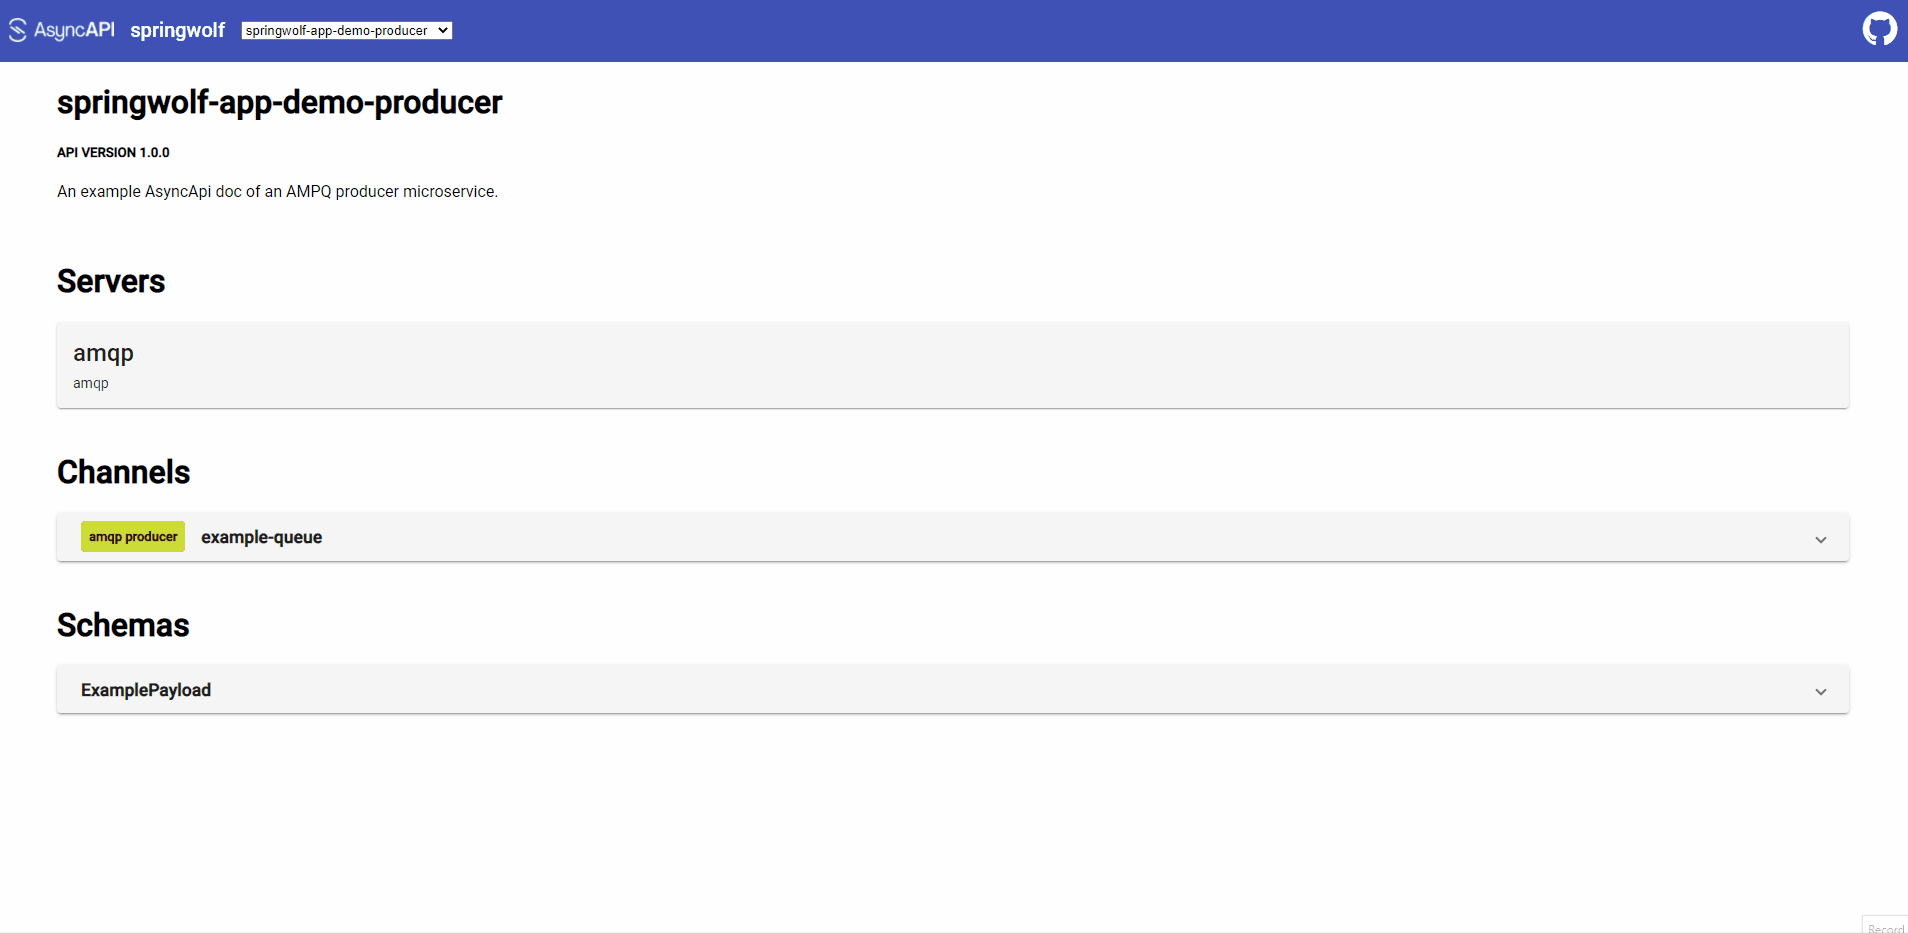 AsyncAPI springwolf springwolf-app-demo-producer
springwolf-app-demo-producer
API VERSION 1.0.0
An example AsyncApi doc of an AMPQ producer microservice.
Servers
amqp
amqp
Channels
amqp producer example-queue
Schemas
ExamplePayload
Record